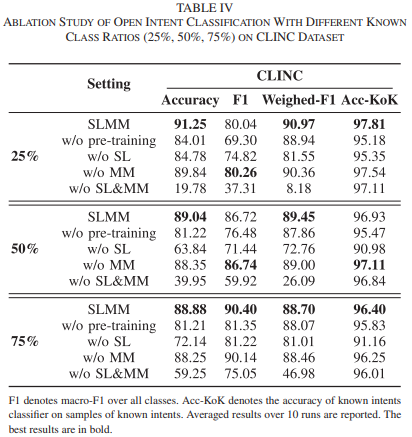 TABLE IV
ABLATION STUDY OF OPEN INTENT CLASSIFICATION WITH DIFFERENT KNOWN
CLASS RATIOS (25%, 50%, 75%) ON CLINC DATASET
Setting CLINC
Accuracy F1 Weighed-F1 Acc-KoK
25%
SLMM 91.25 80.04 90.97 97.81
w/o pre-training 84.01 69.30 88.94 95.18
w/o SL 84.78 74.82 81.55 95.35
w/o MM 89.84 80.26 90.36 97.54
w/o SL&MM 19.78 37.31 8.18 97.11
50%
SLMM 89.04 86.72 89.45 96.93
w/o pre-training 81.22 76.48 87.86 95.47
w/o SL 63.84 71.44 72.76 90.98
w/o MM 88.35 86.74 89.00 97.11
w/o SL&MM 39.95 59.92 26.09 96.84
75%
SLMM 88.88 90.40 88.70 96.40
w/o pre-training 81.21 81.35 88.07 95.83
w/o SL 72.14 81.22 81.01 91.16
w/o MM 88.25 90.14 88.46 96.25
w/o SL&MM 59.25 75.05 46.98 96.01
F1 denotes macro-F1 over all classes. Acc-KoK denotes the accuracy of known intents
classifier on samples of known intents. Averaged results over 10 runs are reported. The
best results are in bold.